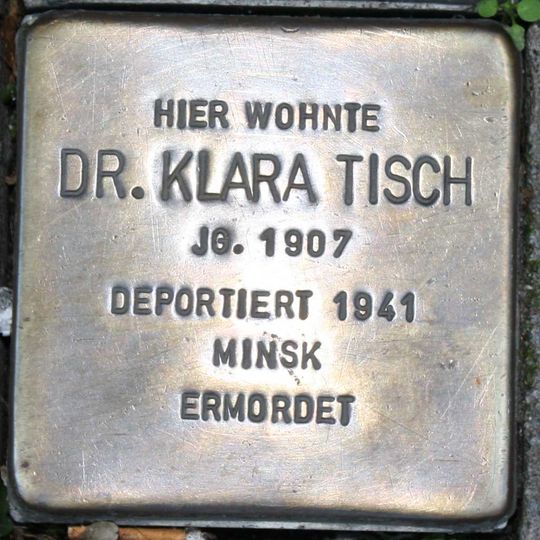 HIER WOHNTE
DR. KLARA TISCH
JG. 1907
DEPORTIERT 1941
MINSK
ERMORDET